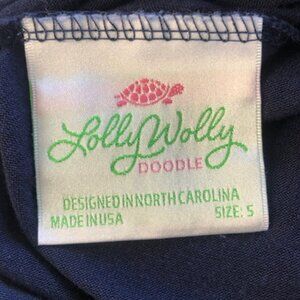 Lolly Wolly
DOODLE
DESIGNED IN NORTH CAROLINA
MADE IN USA SIZE: 5